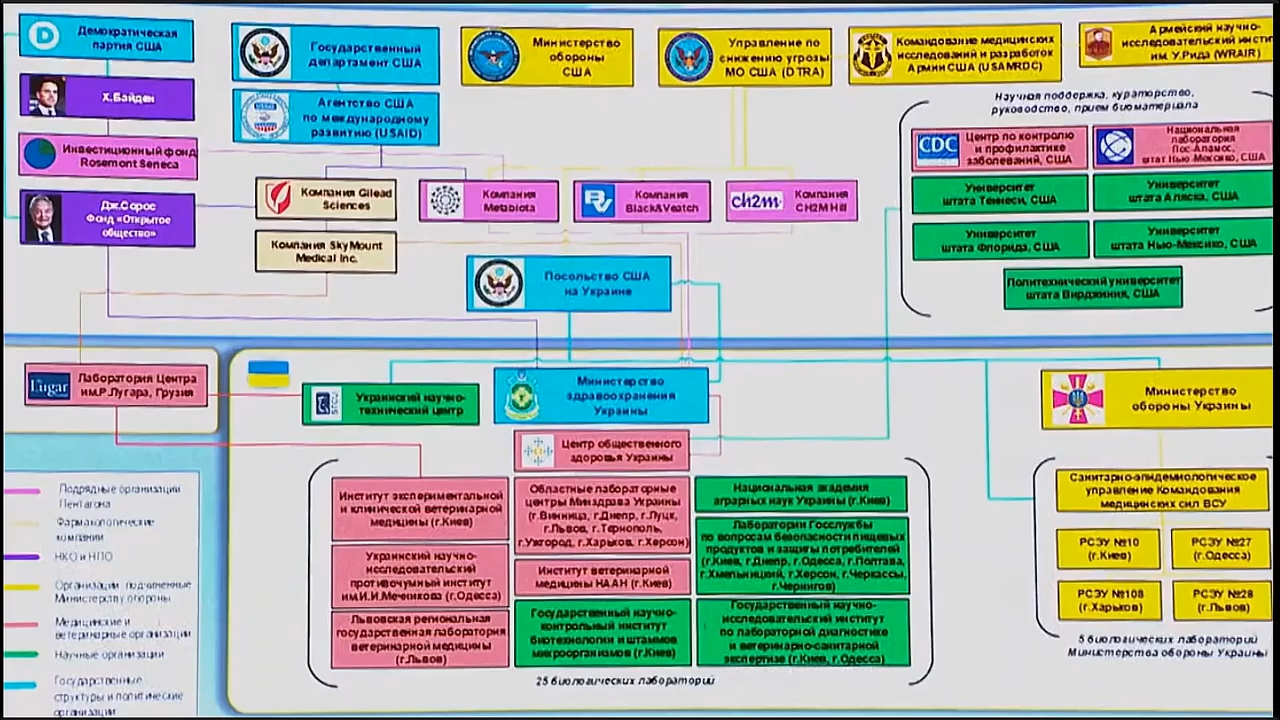 Демократическая
партия США
Государственный
департамент США
Министерство
обороны
США
Управление по
снижению угрозы
МО США (DTRA)
Командование медицинских
исследований и разработок
Армии США (USAMRDC)
Армейский научно-
исследовательский инсти
им. У.Рида (WRAIR)
Х.Байден
Агентство США
по международному
развитию (USAID)
Научная поддержка, кураторство,
руководство, прием биоматериала
Инвестиционный фонд
Rosemont Seneca
CDC
Центр по контролю
и профилактике
заболеваний, США
Национальная
лаборатория
Лос-Аламос,
штат Нью-Мексико, США
Дж.Сорос
Фонд «Открытое
общество»
Компания Gilead
Sciences
Компания
Metabiota
BV
Компания
Black&Veatch
ch2m
Компания
CH2M Hill
Университет
штата Теннеси, США
Университет
штата Аляска, США
Университет
штата Флорида, США
Университет
штата Нью-Мексико, США
Компания SkyMount
Medical Inc.
Посольство США
на Украине
Политехнический университет
штата Вирджиния, США
Lugar
Лаборатория Центра
им.Р.Лугара, Грузия
STCU
Украинский научно-
технический центр
Министерство
здравоохранения
Украины
Министерство
обороны Украины
Центр общественного
здоровья Украины
Институт экспериментальной
и клинической ветеринарной
медицины (г.Киев)
Областные лабораторные
центры Минздрава Украины
(г.Винница, г.Днепр, г.Луцк,
г.Львов, г.Тернополь,
г.Ужгород, г.Харьков, г.Херсон)
Национальная академия
аграрных наук Украины (г.Киев)
Санитарно-эпидемиологическое
управление Командования
медицинских сил ВСУ
Украинский научно-
исследовательский
противочумный институт
им.И.И.Мечникова (г.Одесса)
Институт ветеринарной
медицины НААН (г.Киев)
Лаборатории Госслужбы
по вопросам безопасности пищевых
продуктов и защиты потребителей
(г.Киев, г.Днепр, г.Одесса, г.Полтава,
г.Хмельницкий, г.Херсон, г.Черкассы,
г.Чернигов)
РСЭУ №10
(г.Киев)
РСЭУ №27
(г.Одесса)
РСЭУ №108
(г.Харьков)
РСЭУ №28
(г.Львов)
Львовская региональная
государственная лаборатория
ветеринарной медицины
(г.Львов)
Государственный научно-
контрольный институт
биотехнологии и штаммов
микроорганизмов (г.Киев)
Государственный научно-
исследовательский институт
по лабораторной диагностике
и ветеринарно-санитарной
экспертизе (г.Киев, г.Одесса)
25 биологических лабораторий
5 биологических лабораторий
Министерства обороны Украины
Подрядные организации
Пентагона
Фармакологические
компании
НКО и НПО
Организации, подчиненные
Министерству обороны
Медицинские и
ветеринарные организации
Научные организации
Государственные
структуры и политические
организации